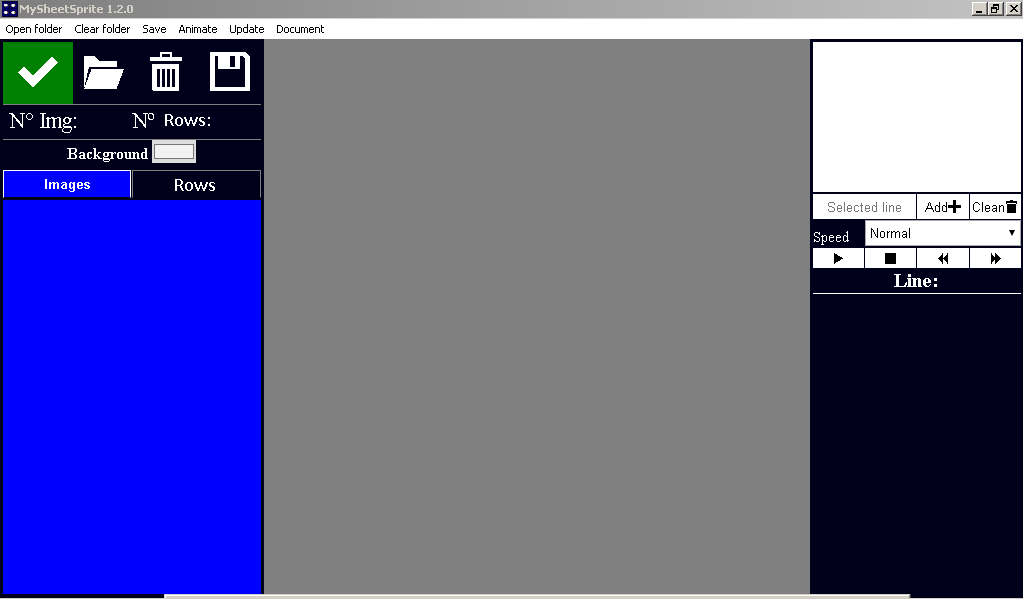 MySheetSprite 1.2.0
Open folder Clear folder Save Animate Update Document
N° Img: Nº Rows:
Background
Images Rows
Selected line Add Clean
Speed Normal
Line: